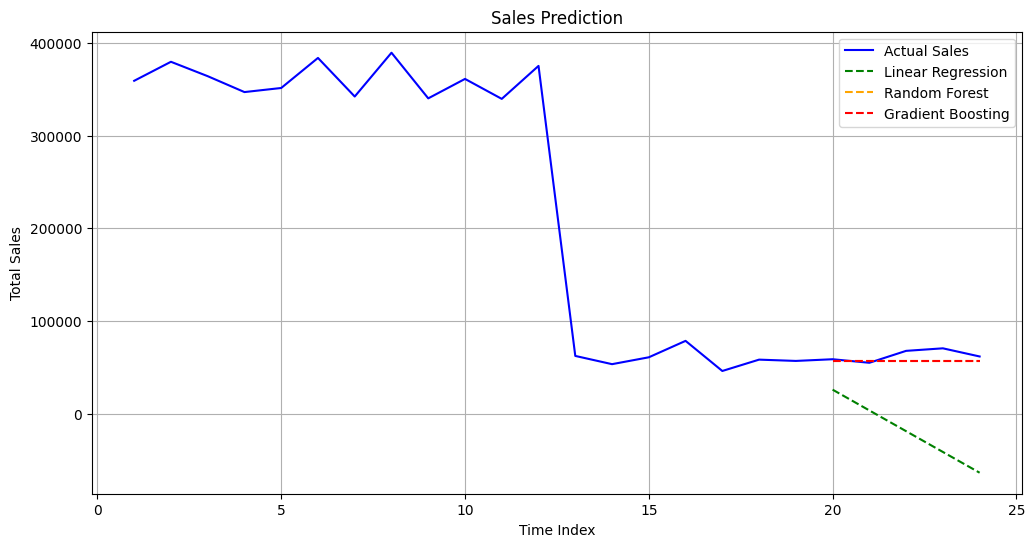 Sales Prediction
Total Sales
400000
300000
200000
100000
0
Actual Sales
Linear Regression
Random Forest
Gradient Boosting
0 5 10 15 20 25
Time Index